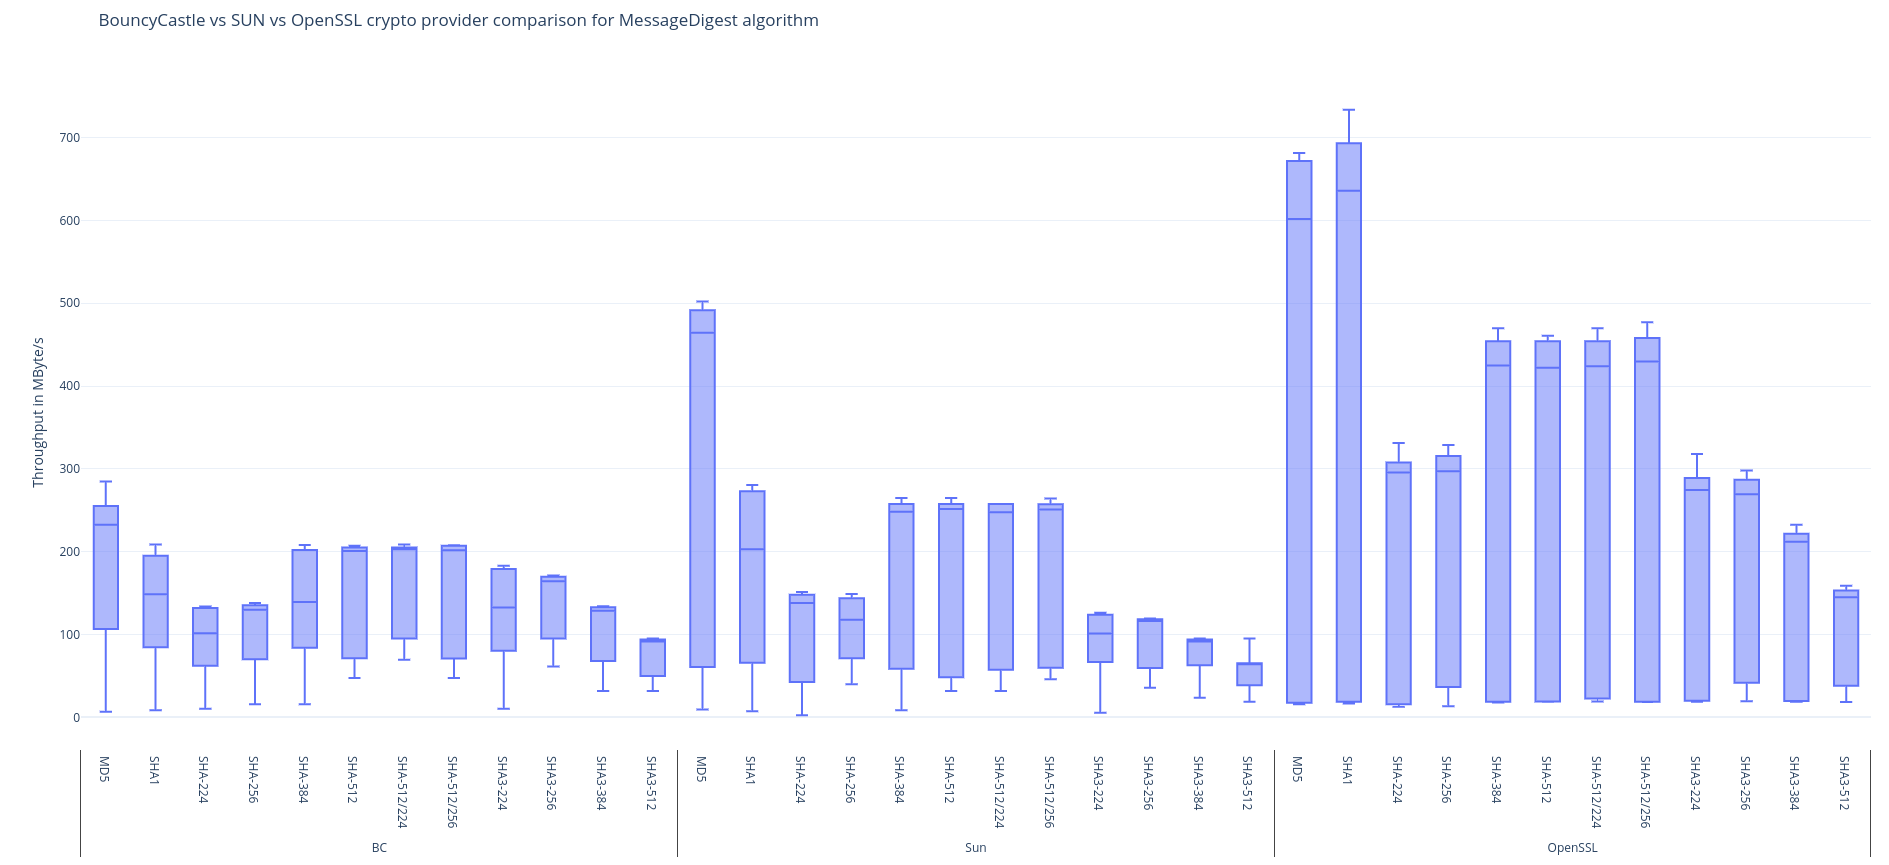 BouncyCastle vs SUN vs OpenSSL crypto provider comparison for MessageDigest algorithm
Throughput in MByte/s
700
600
500
400
300
200
100
0
MD5
SHA1
SHA-224
SHA-256
SHA-384
SHA-512
SHA-512/224
SHA-512/256
SHA3-224
SHA3-256
SHA3-384
SHA3-512
MD5
SHA1
SHA-224
SHA-256
SHA-384
SHA-512
SHA-512/224
SHA-512/256
SHA3-224
SHA3-256
SHA3-384
SHA3-512
MD5
SHA1
SHA-224
SHA-256
SHA-384
SHA-512
SHA-512/224
SHA-512/256
SHA3-224
SHA3-256
SHA3-384
SHA3-512
BC
Sun
OpenSSL